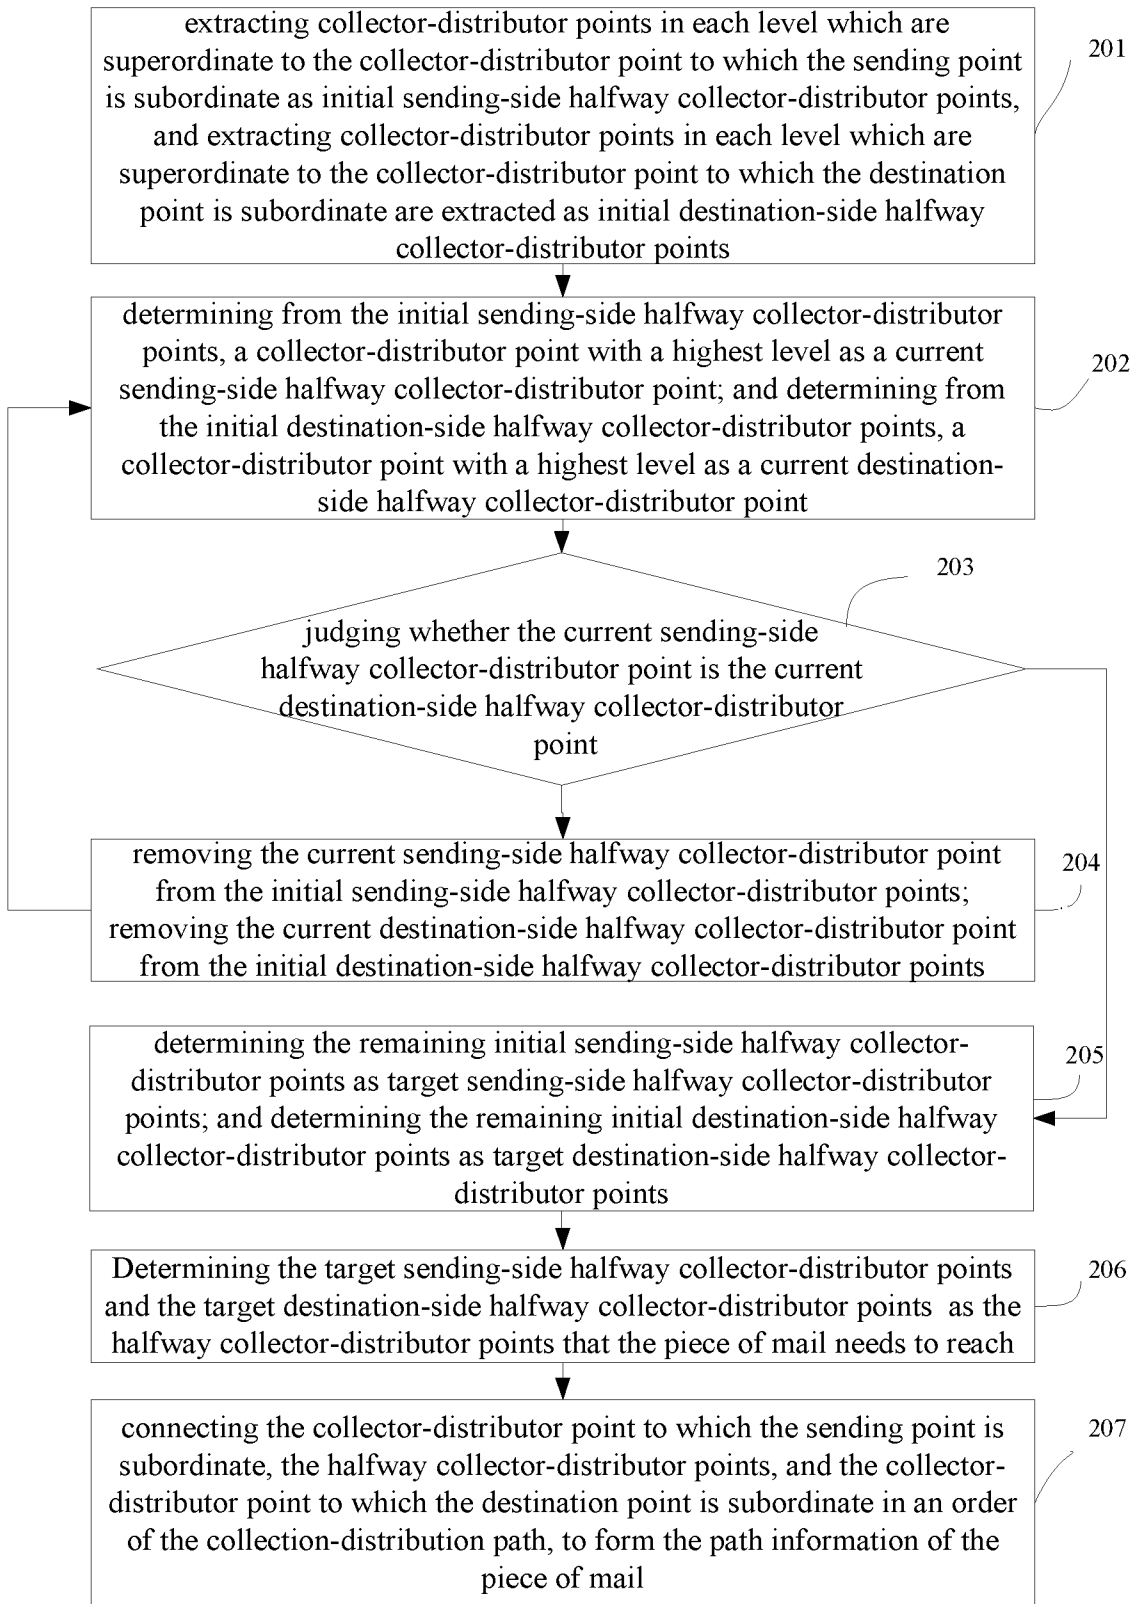 extracting collector-distributor points in each level which are
superordinate to the collector-distributor point to which the sending point
is subordinate as initial sending-side halfway collector-distributor points,
and extracting collector-distributor points in each level which are
superordinate to the collector-distributor point to which the destination
point is subordinate are extracted as initial destination-side halfway
collector-distributor points
201
determining from the initial sending-side halfway collector-distributor
points, a collector-distributor point with a highest level as a current
sending-side halfway collector-distributor point; and determining from
the initial destination-side halfway collector-distributor points, a
collector-distributor point with a highest level as a current destination-
side halfway collector-distributor point
202
203
judging whether the current sending-side
halfway collector-distributor point is the current
destination-side halfway collector-distributor
point
removing the current sending-side halfway collector-distributor point
from the initial sending-side halfway collector-distributor points;
removing the current destination-side halfway collector-distributor point
from the initial destination-side halfway collector-distributor points
204
determining the remaining initial sending-side halfway collector-
distributor points as target sending-side halfway collector-distributor
points; and determining the remaining initial destination-side halfway
collector-distributor points as target destination-side halfway collector-
distributor points
205
Determining the target sending-side halfway collector-distributor points
and the target destination-side halfway collector-distributor points as the
halfway collector-distributor points that the piece of mail needs to reach
206
connecting the collector-distributor point to which the sending point is
subordinate, the halfway collector-distributor points, and the collector-
distributor point to which the destination point is subordinate in an order
of the collection-distribution path, to form the path information of the
piece of mail
207